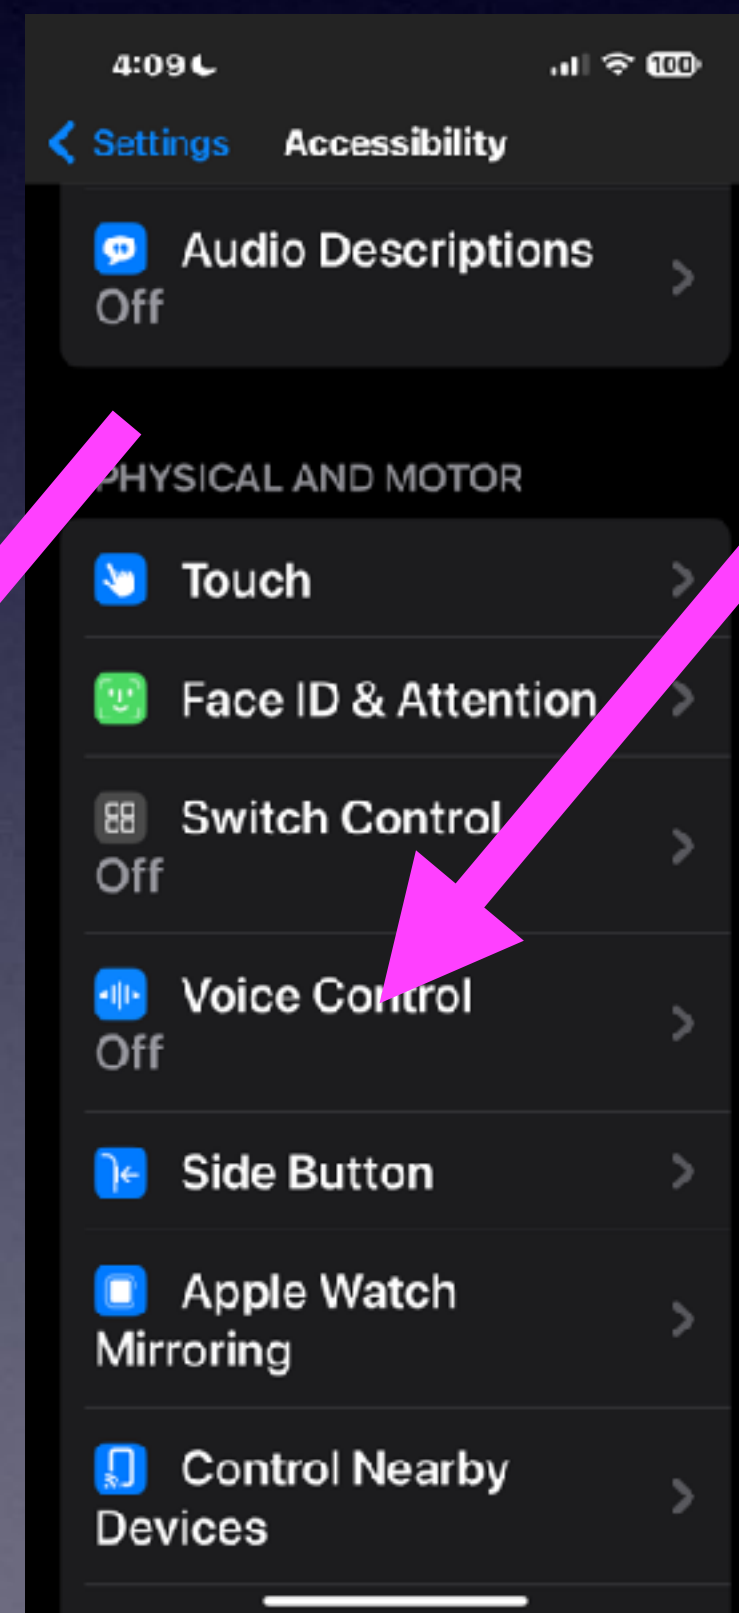 4:09
100
Settings Accessibility
Audio Descriptions
Off
PHYSICAL AND MOTOR
Touch
Face ID & Attention
Switch Control
Off
Voice Control
Off
Side Button
Apple Watch
Mirroring
Control Nearby
Devices